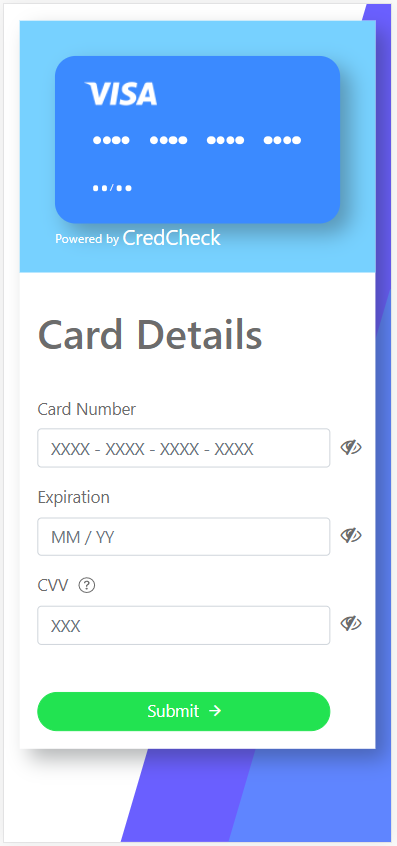 VISA
•••• •••• •••• ••••
••/••
Powered by CredCheck
Card Details
Card Number
XXXX - XXXX - XXXX - XXXX
Expiration
MM / YY
CVV ?
XXX
Submit →